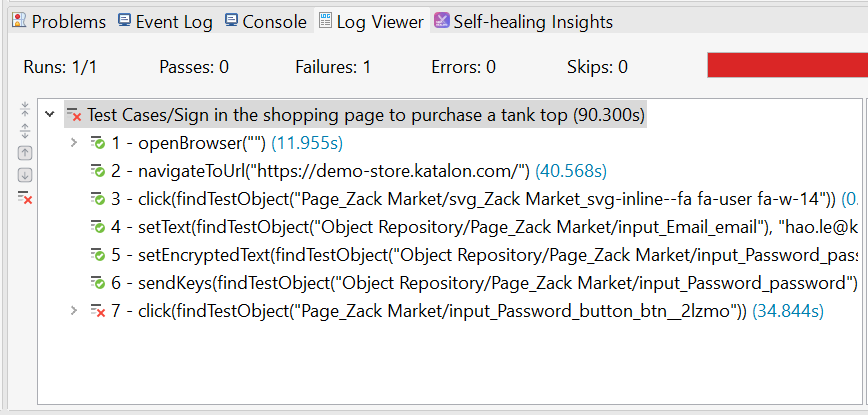 Problems Event Log Console Log Viewer Self-healing Insights
Runs: 1/1 Passes: 0 Failures: 1 Errors: 0 Skips: 0
Test Cases/Sign in the shopping page to purchase a tank top (90.300s)
1 - openBrowser("") (11.955s)
2 - navigateToUrl("https://demo-store.katalon.com/") (40.568s)
3 - click(findTestObject("Page_Zack Market/svg_Zack Market_svg-inline--fa fa-user fa-w-14")) (0.
4 - setText(findTestObject("Object Repository/Page_Zack Market/input_Email_email"), "hao.le@k
5 - setEncryptedText(findTestObject("Object Repository/Page_Zack Market/input_Password_pass
6 - sendKeys(findTestObject("Object Repository/Page_Zack Market/input_Password_password")
7 - click(findTestObject("Page_Zack Market/input_Password_button_btn__2lzmo")) (34.844s)